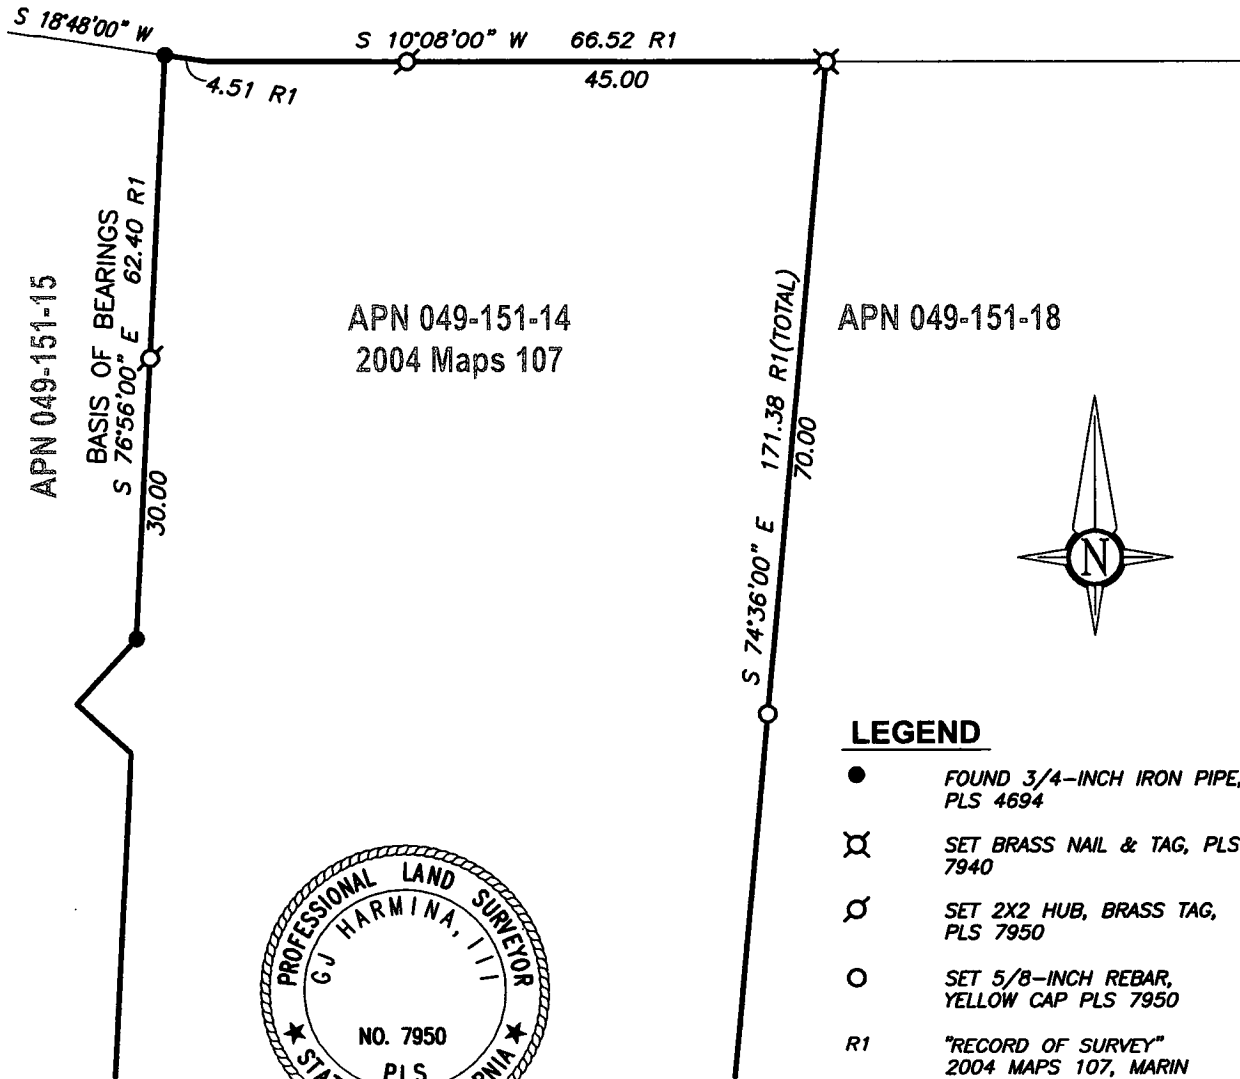 S 18°48'00" W
S 10°08'00" W 66.52 R1
4.51 R1
45.00
APN 049-151-15
BASIS OF BEARINGS
S 76°56'00" E 62.40 R1
30.00
APN 049-151-14
2004 Maps 107
S 74°36'00" E 171.38 R1(TOTAL)
70.00
APN 049-151-18
N
LEGEND
FOUND 3/4-INCH IRON PIPE,
PLS 4694
SET BRASS NAIL & TAG, PLS
7940
SET 2X2 HUB, BRASS TAG,
PLS 7950
SET 5/8-INCH REBAR,
YELLOW CAP PLS 7950
R1 "RECORD OF SURVEY"
2004 MAPS 107, MARIN
PROFESSIONAL LAND SURVEYOR
GJ HARMINA, III
NO. 7950
PLS